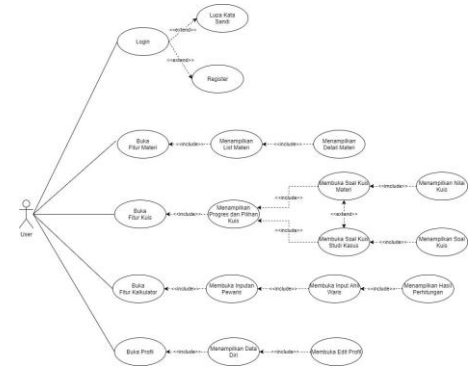 Lupa Kata
Sandi
<<extend>>
Login
<<extend>>
Register
Buka
Fitur Materi
<<include>>
Menampilkan
List Materi
<<include>>
Menampilkan
Detail Materi
Membuka Soal Kuis
Materi
<<include>>
Menampilkan Nilai
Kuis
<<include>>
Buka
Fitur Kuis
<<include>>
Menampilkan
Progres dan Pilihan
Kuis
<<extend>>
<<include>>
User
Membuka Soal Kuis
Studi Kasus
<<include>>
Menampilkan Soal
Kuis
Buka
Fitur Kalkulator
<<include>>
Membuka Inputan
Pewaris
<<include>>
Membuka Input Ahli
Waris
<<include>>
Menampilkan Hasil
Perhitungan
Buka Profil
<<include>>
Menampilkan Data
Diri
<<include>>
Membuka Edit Profil